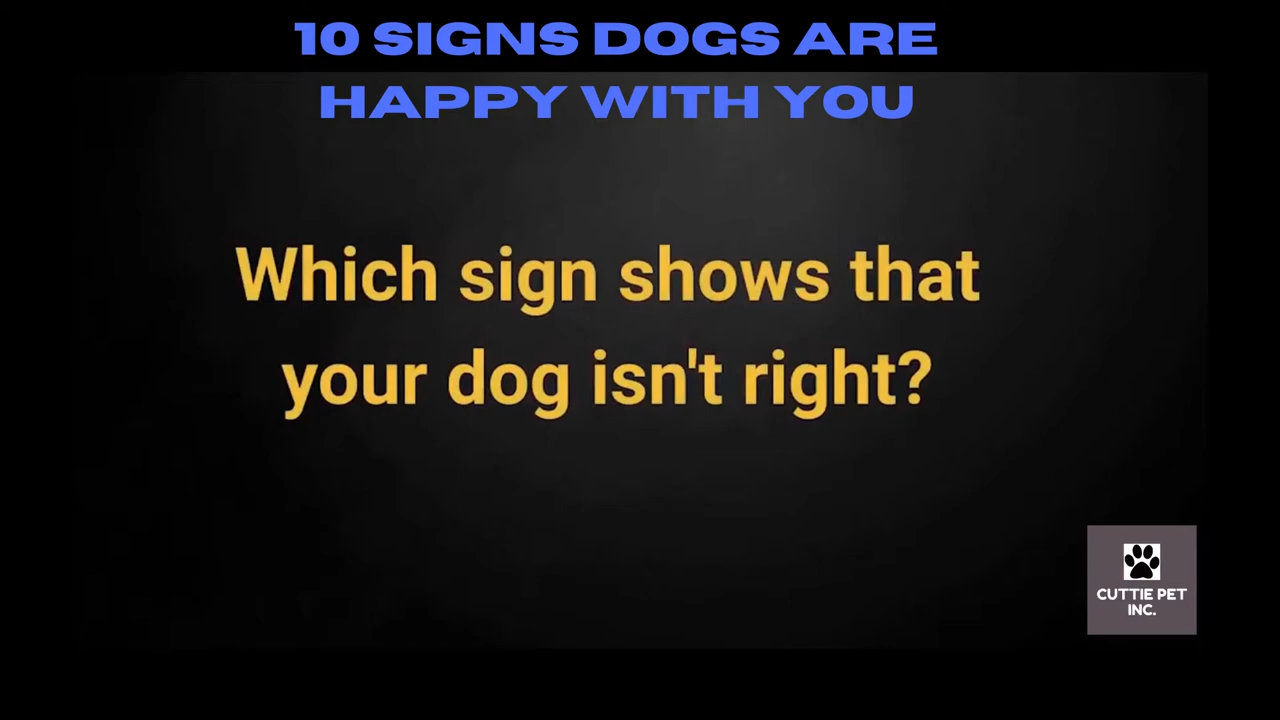 10 SIGNS DOGS ARE
HAPPY WITH YOU
Which sign shows that
your dog isn't right?
CUTTIE PET
INC.